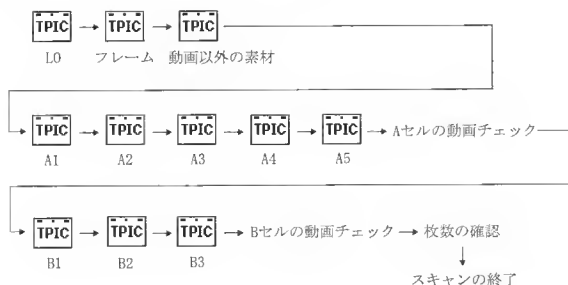 TPIC → TPIC → TPIC
L0 フレーム 動画以外の素材
TPIC → TPIC → TPIC → TPIC → TPIC → Aセルの動画チェック
A1 A2 A3 A4 A5
TPIC → TPIC → TPIC → Bセルの動画チェック → 枚数の確認
B1 B2 B3
↓
スキャンの終了